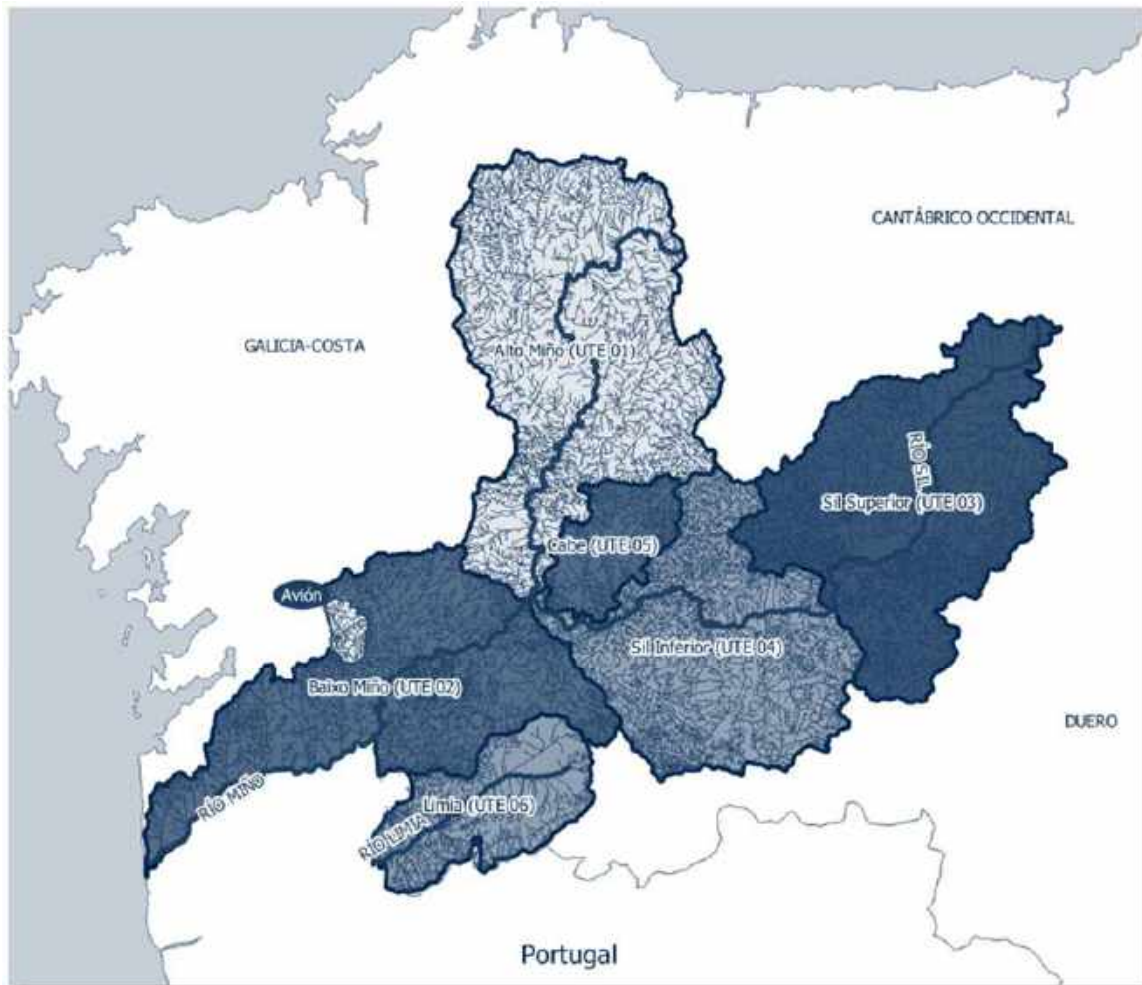 CANTÁBRICO OCCIDENTAL
GALICIA-COSTA
Alto Miño (UTE 01)
RÍO SIL
Sil Superior (UTE 03)
Cabe (UTE 05)
Avión
Sil Inferior (UTE 04)
Baixo Miño (UTE 02)
DUERO
RÍO MIÑO
Limia (UTE 06)
RÍO LIMIA
Portugal